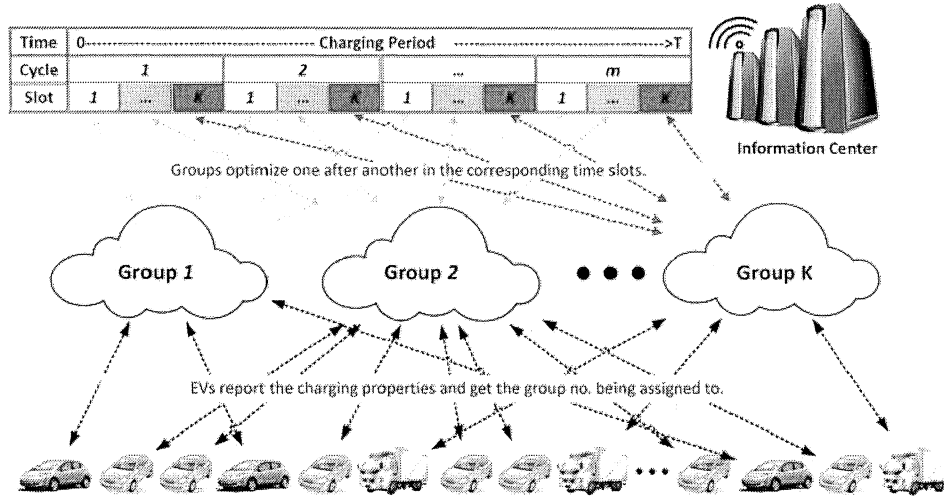 Time 0 Charging Period >T
Cycle 1 2 ... m
Slot 1 ... K 1 ... K 1 ... K 1 ... K
Information Center
Groups optimize one after another in the corresponding time slots.
Group 1 Group 2 Group K
EVs report the charging properties and get the group no. being assigned to.